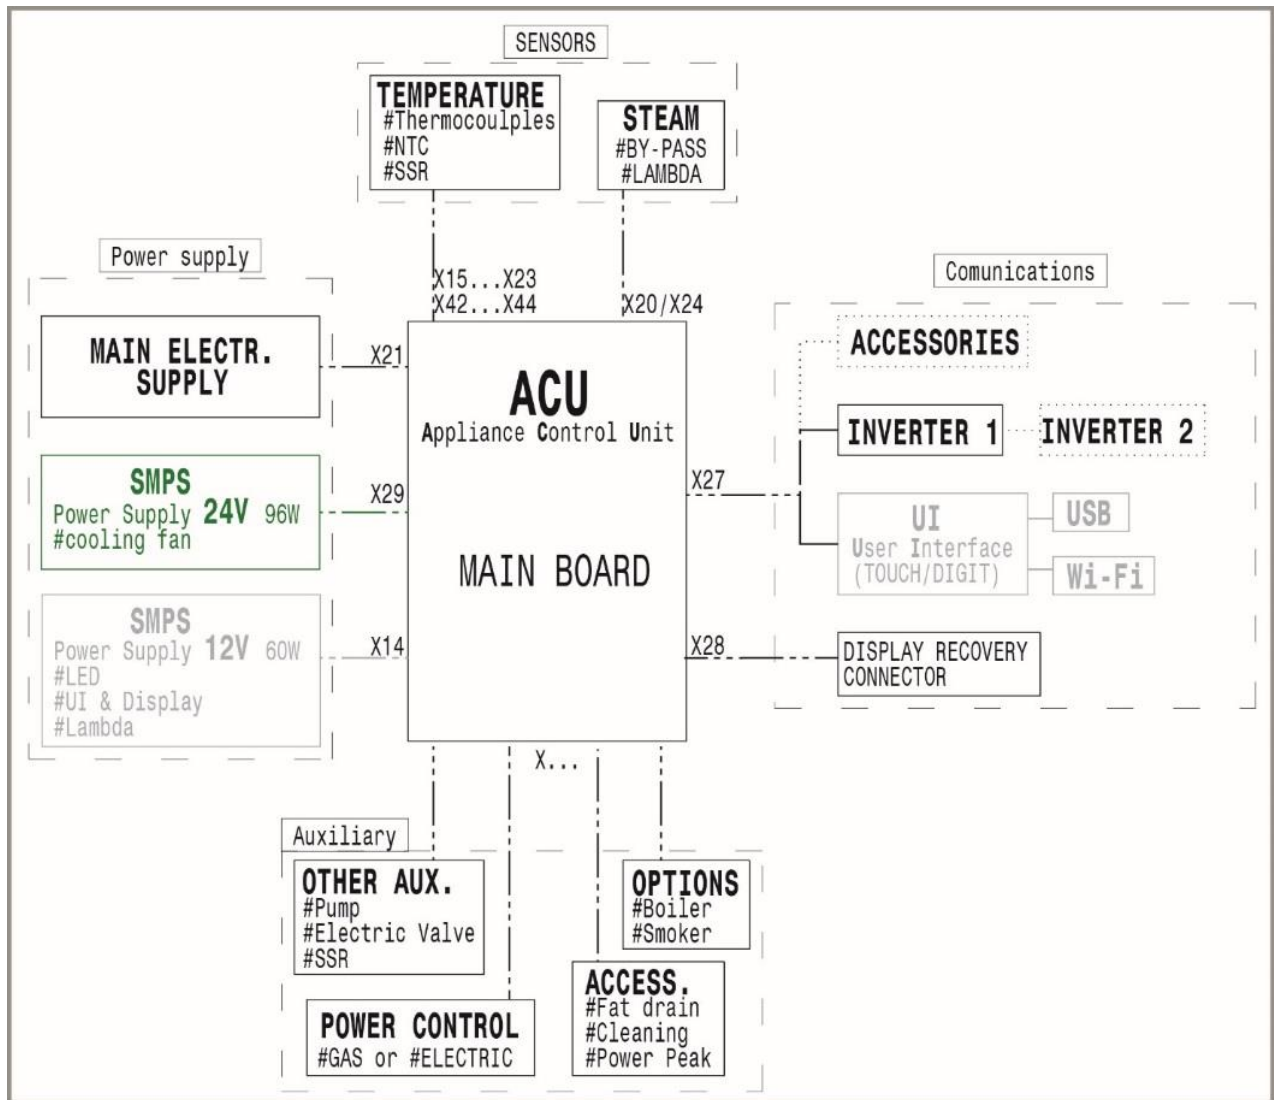 SENSORS
TEMPERATURE
#Thermocoulples
#NTC
#SSR
STEAM
#BY-PASS
#LAMBDA
X15...X23
X42...X44
X20/X24
Power supply
MAIN ELECTR.
SUPPLY
X21
SMPS
Power Supply 24V 96W
#cooling fan
X29
SMPS
Power Supply 12V 60W
#LED
#UI & Display
#Lambda
X14
ACU
Appliance Control Unit
MAIN BOARD
X27
X28
X...
Comunications
ACCESSORIES
INVERTER 1
INVERTER 2
UI
User Interface
(TOUCH/DIGIT)
USB
Wi-Fi
DISPLAY RECOVERY
CONNECTOR
Auxiliary
OTHER AUX.
#Pump
#Electric Valve
#SSR
POWER CONTROL
#GAS or #ELECTRIC
OPTIONS
#Boiler
#Smoker
ACCESS.
#Fat drain
#Cleaning
#Power Peak